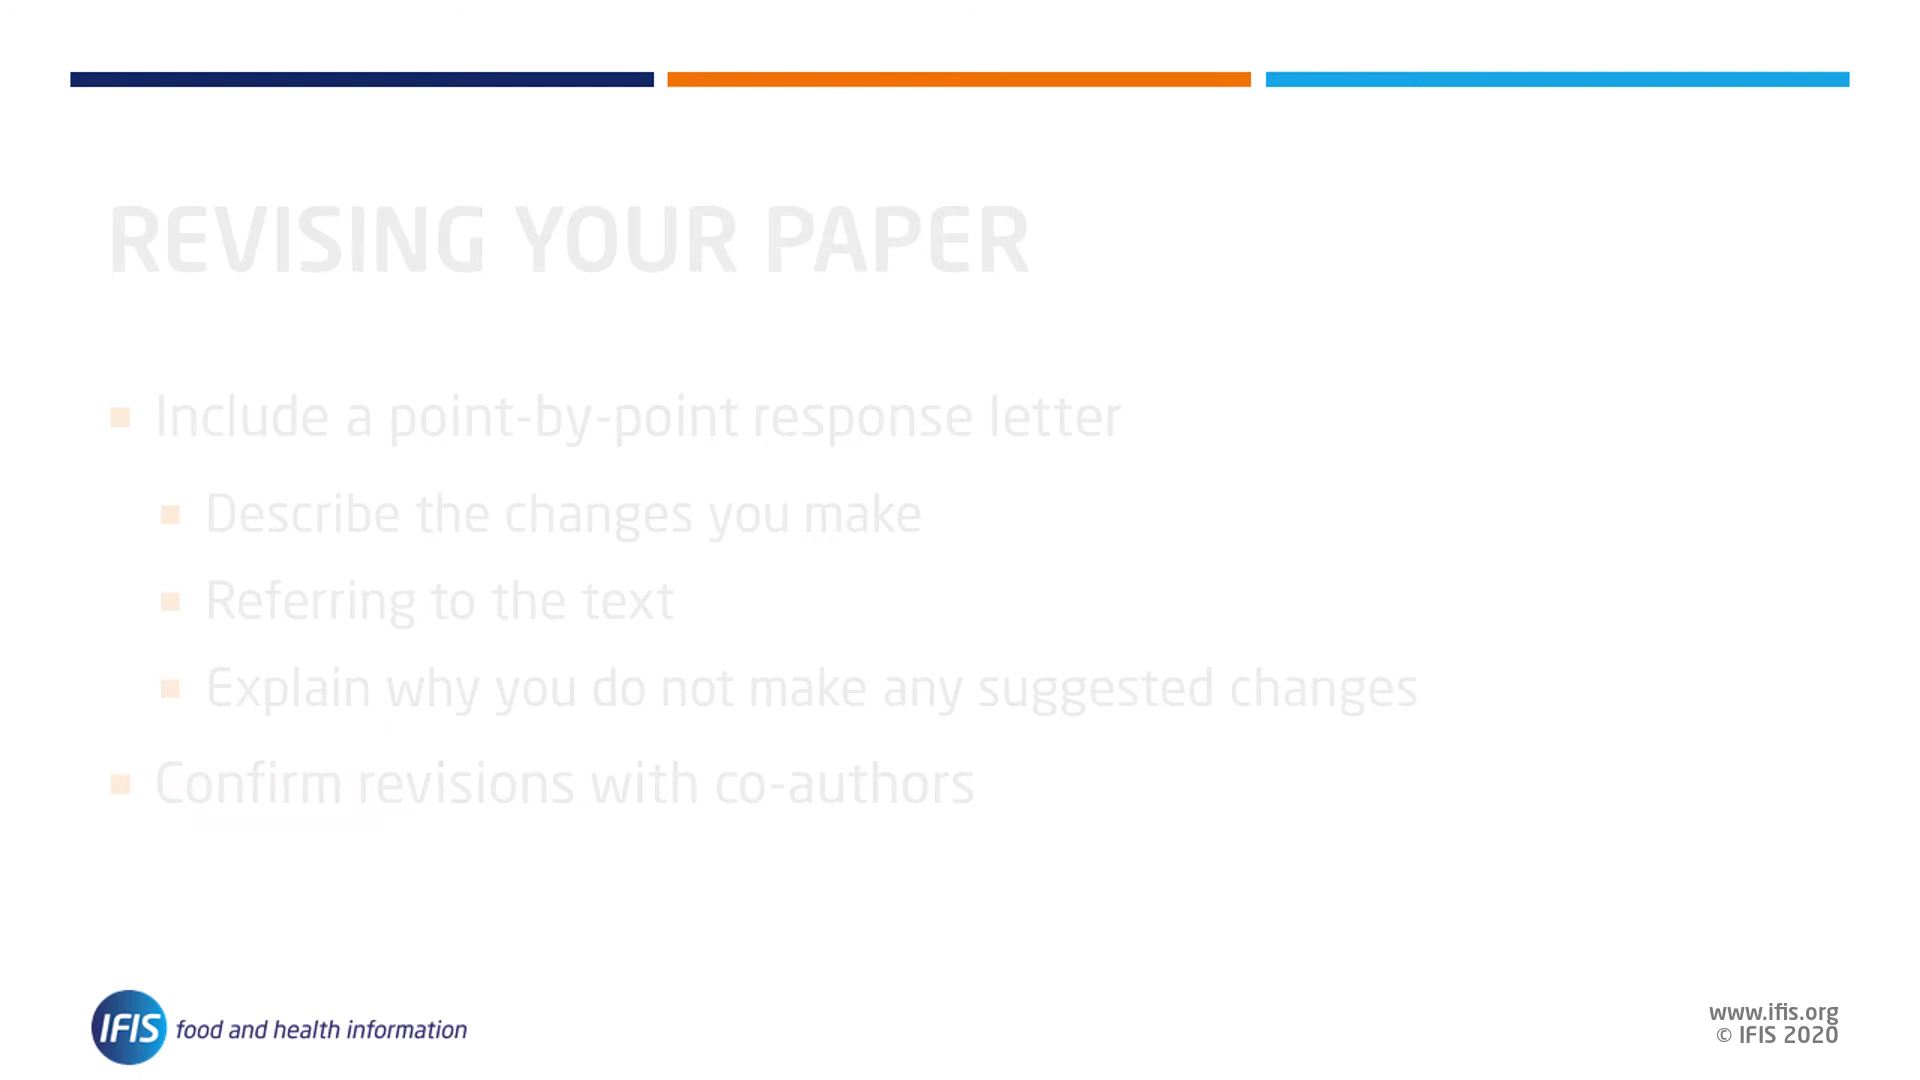 REVISING YOUR PAPER
Include a point-by-point response letter
Describe the changes you make
Referring to the text
Explain why you do not make any suggested changes
Confirm revisions with co-authors
IFIS food and health information
www.ifis.org
© IFIS 2020